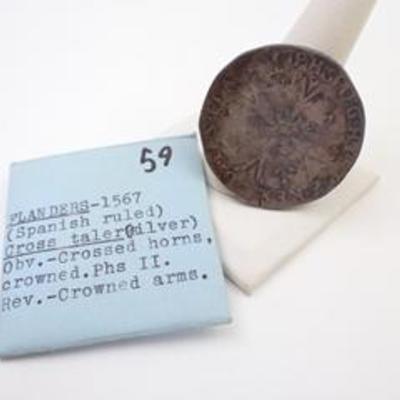 59
FLANDERS-1567
(Spanish ruled)
Cross taler(Silver)
Obv.-Crossed horns,
crowned.Phs II.
Rev.-Crowned arms.